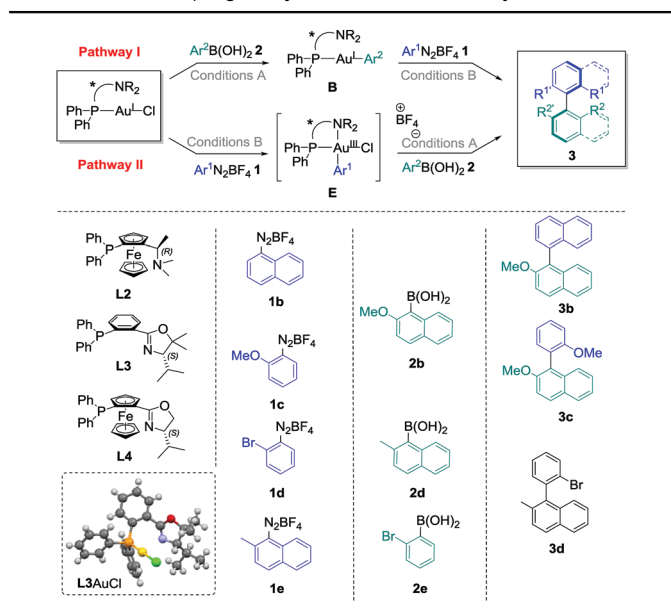 Pathway I
Ar²B(OH)₂ 2
Conditions A
* NR₂
Ph–P–Auᴵ–Ar²
Ph
B
Ar¹N₂BF₄ 1
Conditions B
* NR₂
Ph–P–Auᴵ–Cl
Ph
R¹' R¹
R²' R²
3
Pathway II
Conditions B
Ar¹N₂BF₄ 1
* NR₂
Ph–P–Auᴵᴵᴵ Cl
Ph Ar¹
E
⊕
BF₄
⊖
Conditions A
Ar²B(OH)₂ 2
Ph
P
Ph
Fe
(R)
N
L2
N₂BF₄
1b
MeO
B(OH)₂
2b
MeO
3b
Ph
P
Ph
O
N
(S)
L3
MeO
N₂BF₄
1c
OMe
MeO
3c
Ph
P
Ph
Fe
O
N
(S)
L4
Br
N₂BF₄
1d
B(OH)₂
2d
Br
3d
L3AuCl
N₂BF₄
1e
Br
B(OH)₂
2e